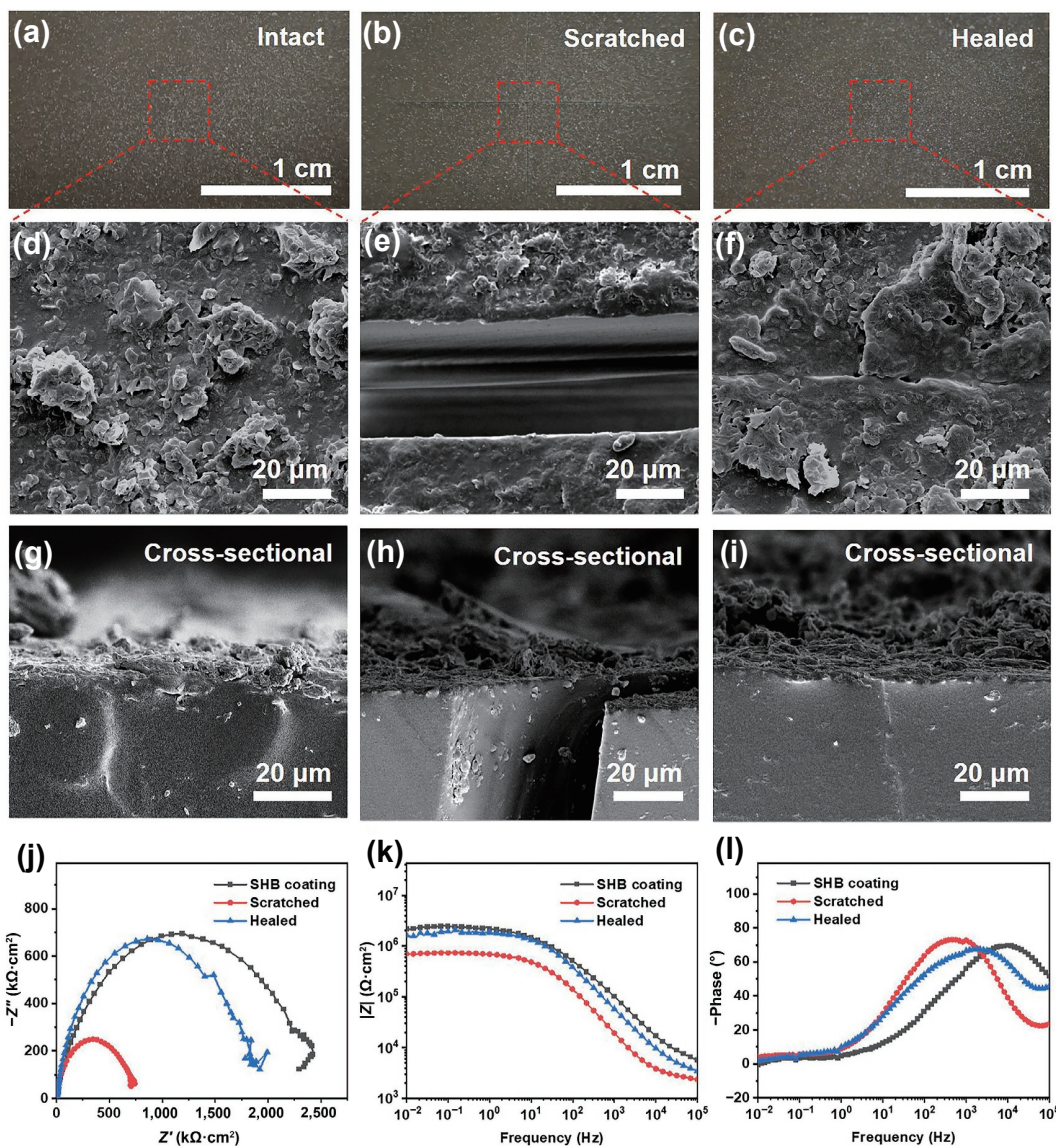 (a) Intact
1 cm
(b) Scratched
1 cm
(c) Healed
1 cm
(d)
20 μm
(e)
20 μm
(f)
20 μm
(g) Cross-sectional
20 μm
(h) Cross-sectional
20 μm
(i) Cross-sectional
20 μm
(j)
SHB coating
Scratched
Healed
−Z″ (kΩ·cm²)
800
600
400
200
0
0 500 1,000 1,500 2,000 2,500
Z′ (kΩ·cm²)
(k)
SHB coating
Scratched
Healed
|Z| (Ω·cm²)
10⁷
10⁶
10⁵
10⁴
10³
10⁻² 10⁻¹ 10⁰ 10¹ 10² 10³ 10⁴ 10⁵
Frequency (Hz)
(l)
SHB coating
Scratched
Healed
−Phase (°)
100
80
60
40
20
0
−20
10⁻² 10⁻¹ 10⁰ 10¹ 10² 10³ 10⁴ 10⁵
Frequency (Hz)